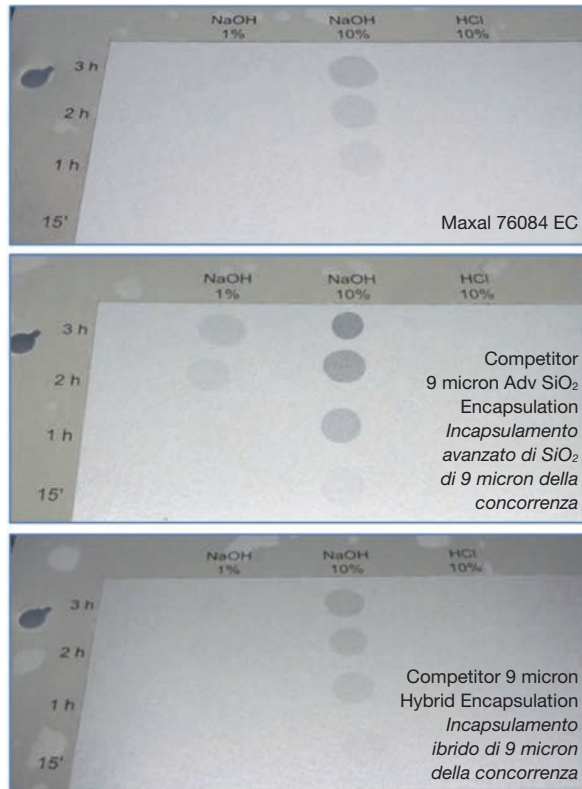 NaOH NaOH HCl
1% 10% 10%
3 h
2 h
1 h
15'
Maxal 76084 EC
NaOH NaOH HCl
1% 10% 10%
3 h
2 h
1 h
15'
Competitor
9 micron Adv SiO₂
Encapsulation
Incapsulamento
avanzato di SiO₂
di 9 micron della
concorrenza
NaOH NaOH HCl
1% 10% 10%
3 h
2 h
1 h
15'
Competitor 9 micron
Hybrid Encapsulation
Incapsulamento
ibrido di 9 micron
della concorrenza